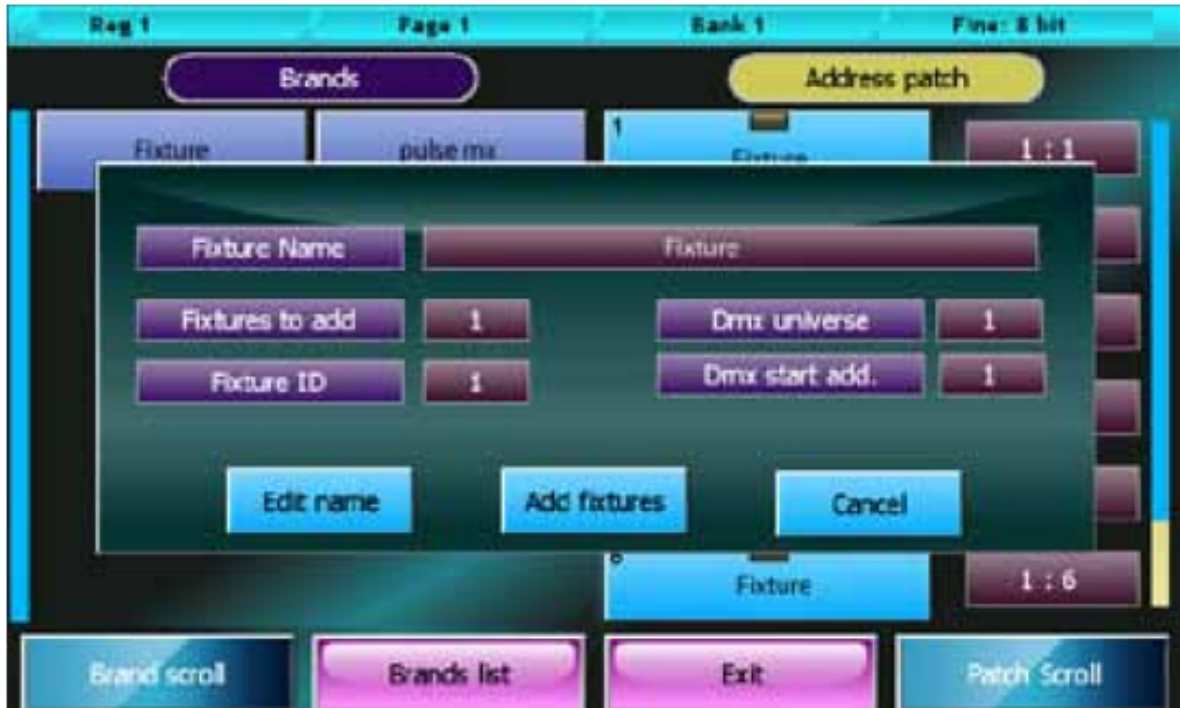 Reg 1 Page 1 Bank 1 Fine: 8 bit
Brands Address patch
Fixture pulse mx 1 Fixture 1 : 1
Fixture Name Fixture
Fixtures to add 1 Dmx universe 1
Fixture ID 1 Dmx start add. 1
Edit name Add fixtures Cancel
Fixture 1 : 6
Brand scroll Brands list Exit Patch Scroll